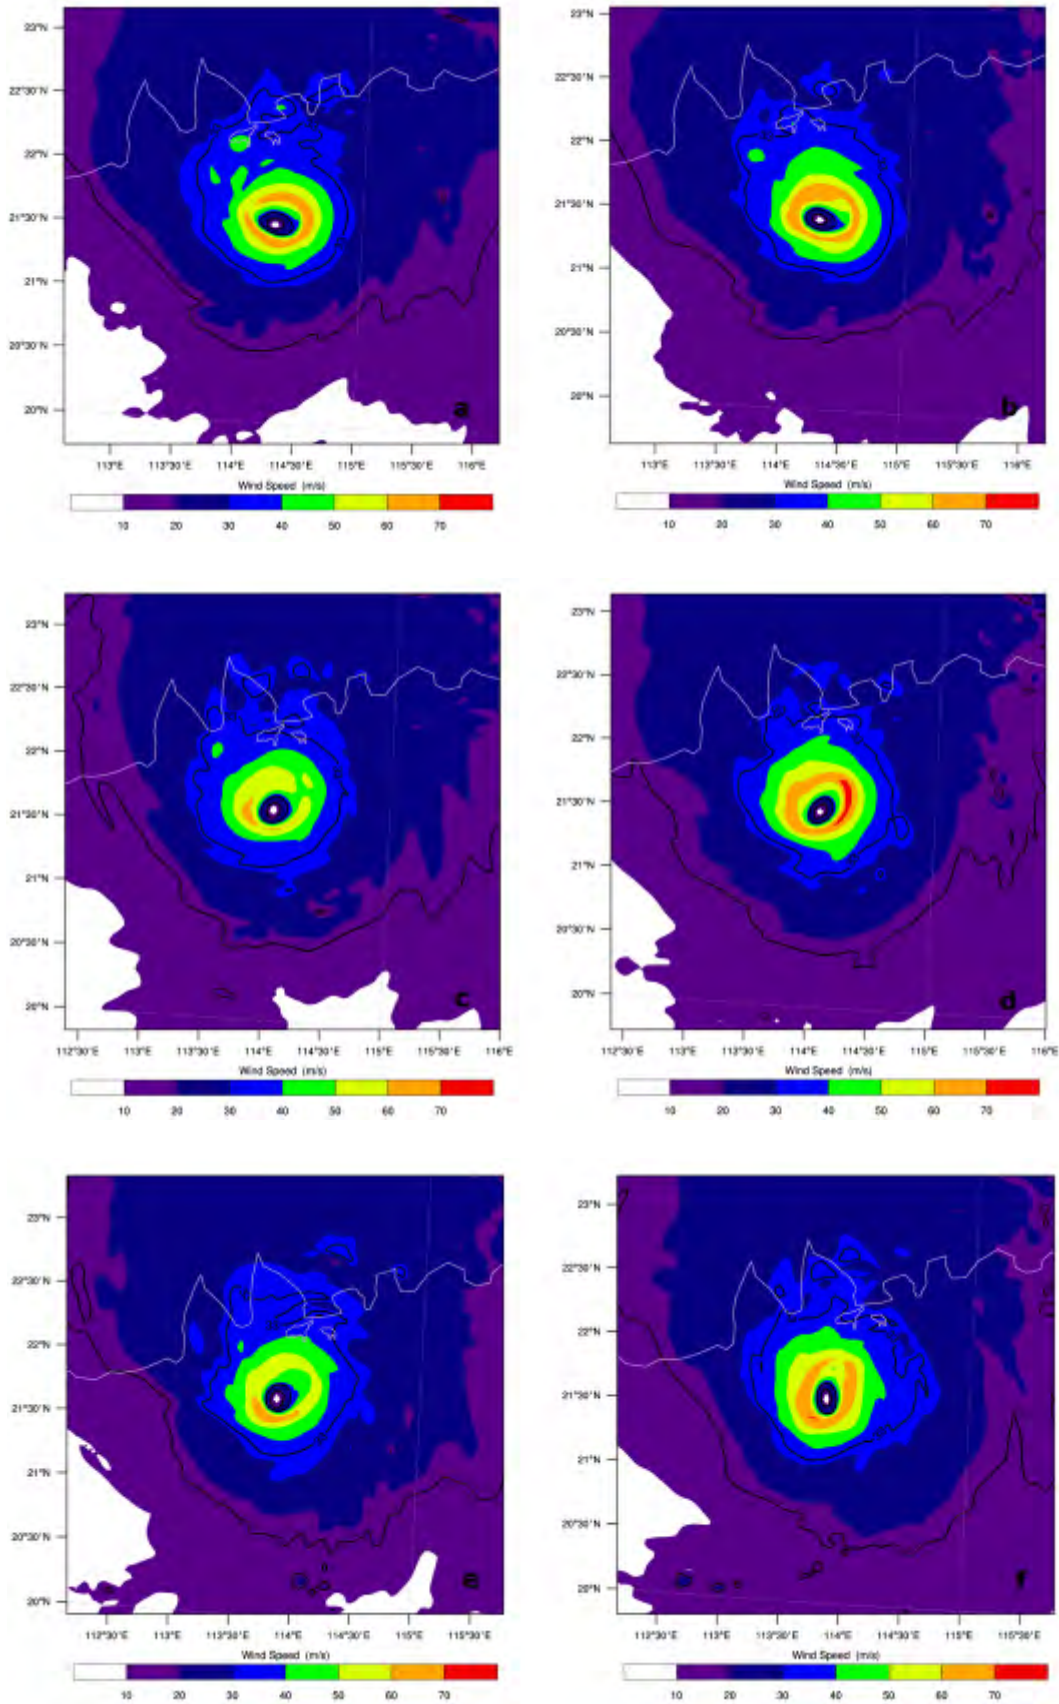 23°N
22°30'N
22°N
21°30'N
21°N
20°30'N
20°N
a
113°E 113°30'E 114°E 114°30'E 115°E 115°30'E 116°E
Wind Speed (m/s)
10 20 30 40 50 60 70
23°N
22°30'N
22°N
21°30'N
21°N
20°30'N
20°N
b
113°E 113°30'E 114°E 114°30'E 115°E 115°30'E 116°E
Wind Speed (m/s)
10 20 30 40 50 60 70
23°N
22°30'N
22°N
21°30'N
21°N
20°30'N
20°N
c
112°30'E 113°E 113°30'E 114°E 114°30'E 115°E 115°30'E 116°E
Wind Speed (m/s)
10 20 30 40 50 60 70
23°N
22°30'N
22°N
21°30'N
21°N
20°30'N
20°N
d
112°30'E 113°E 113°30'E 114°E 114°30'E 115°E 115°30'E 116°E
Wind Speed (m/s)
10 20 30 40 50 60 70
23°N
22°30'N
22°N
21°30'N
21°N
20°30'N
20°N
e
112°30'E 113°E 113°30'E 114°E 114°30'E 115°E 115°30'E
Wind Speed (m/s)
10 20 30 40 50 60 70
23°N
22°30'N
22°N
21°30'N
21°N
20°30'N
20°N
f
112°30'E 113°E 113°30'E 114°E 114°30'E 115°E 115°30'E
Wind Speed (m/s)
10 20 30 40 50 60 70